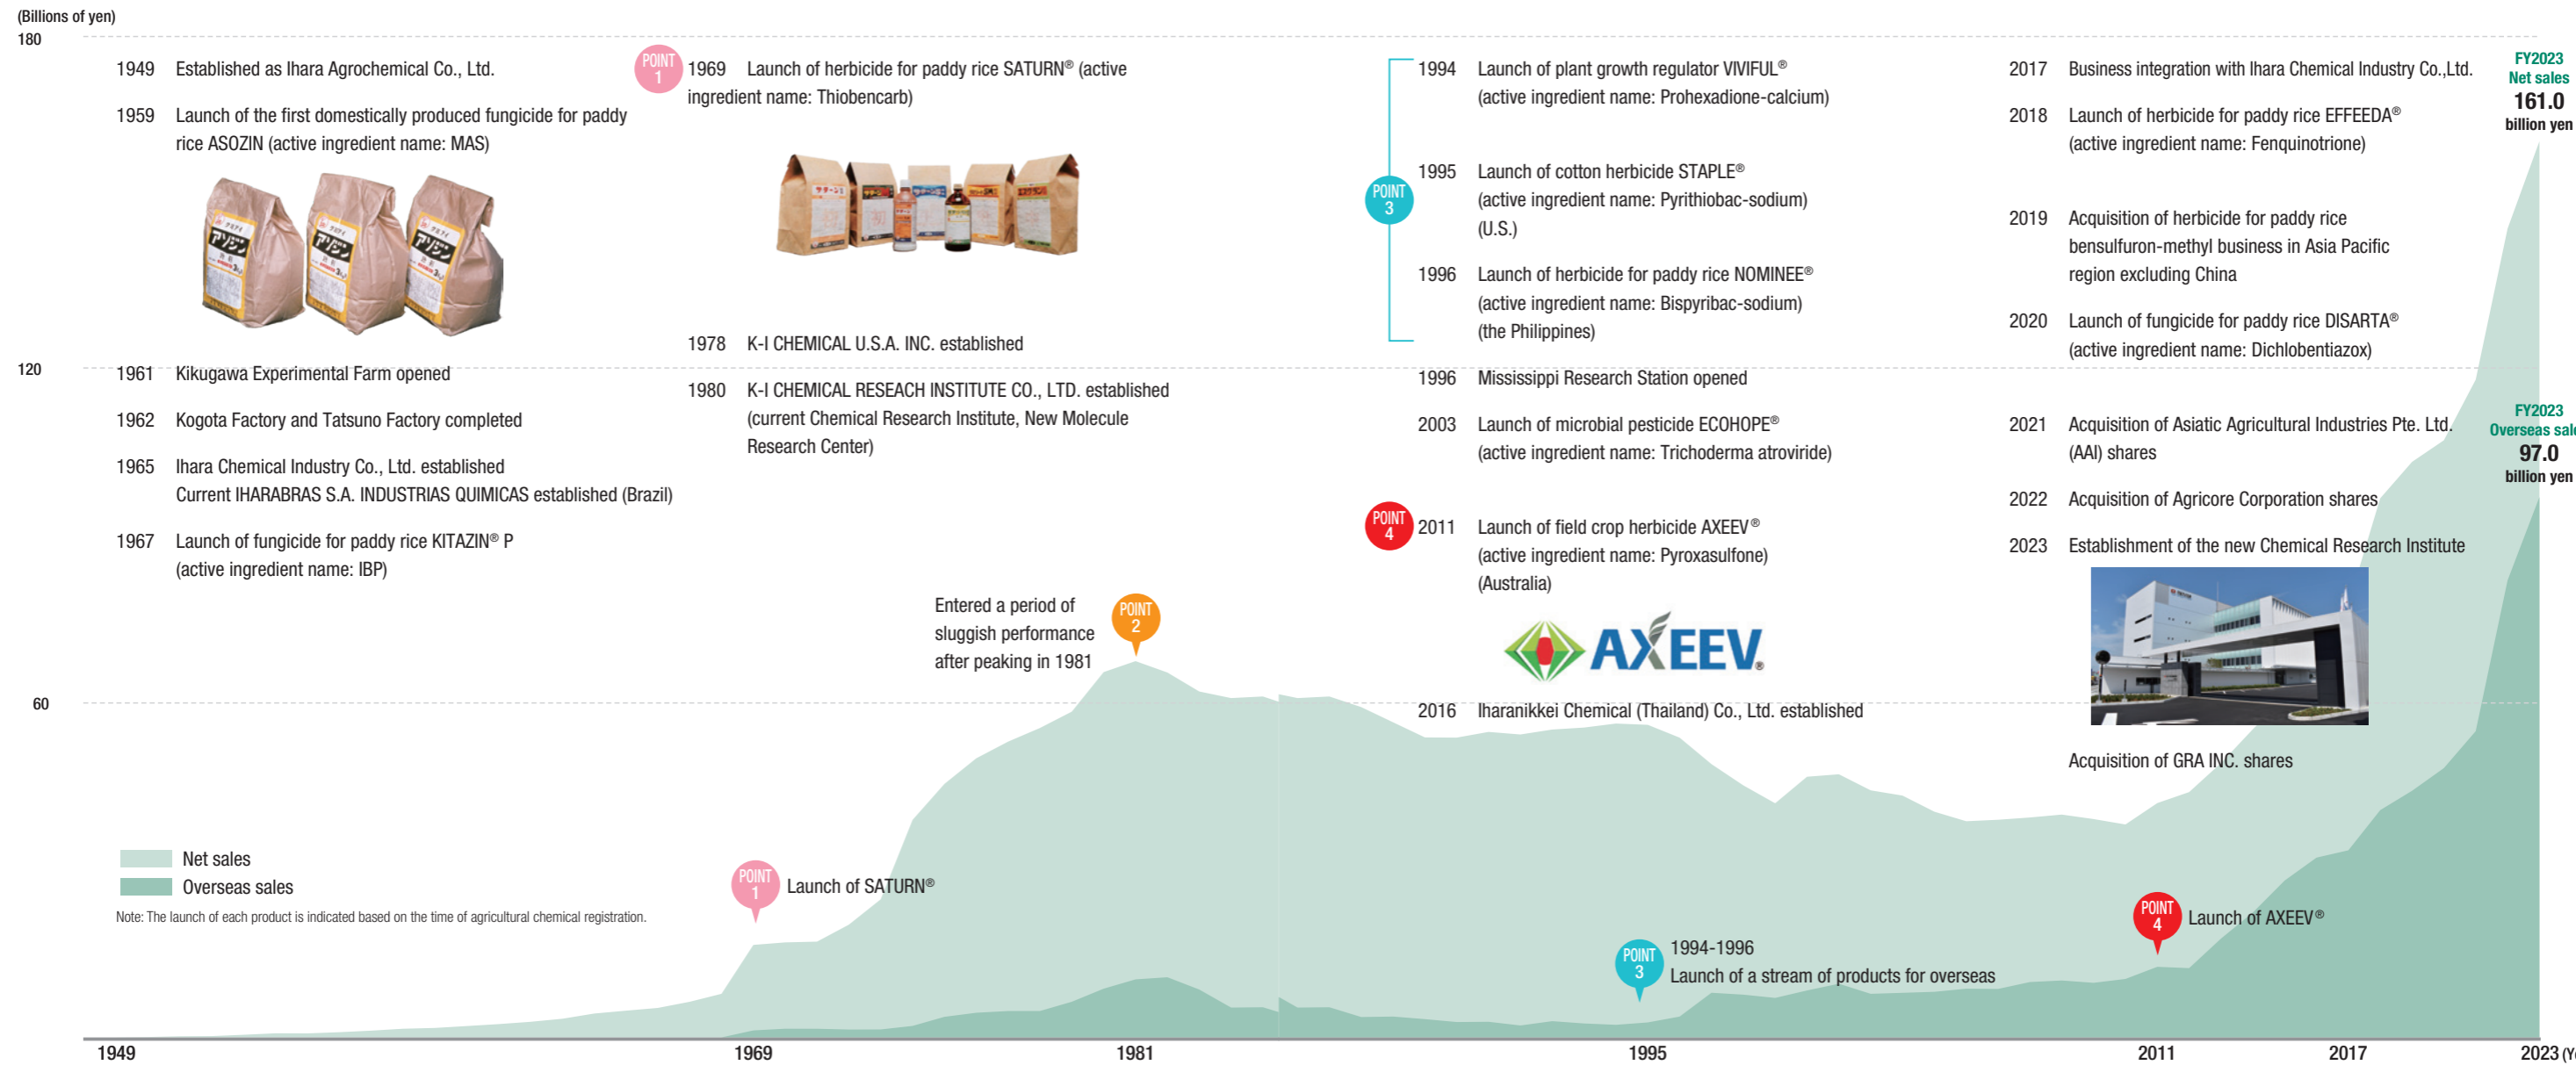 (Billions of yen)
180
120
60
1949 Established as Ihara Agrochemical Co., Ltd.
1959 Launch of the first domestically produced fungicide for paddy
rice ASOZIN (active ingredient name: MAS)
1961 Kikugawa Experimental Farm opened
1962 Kogota Factory and Tatsuno Factory completed
1965 Ihara Chemical Industry Co., Ltd. established
Current IHARABRAS S.A. INDUSTRIAS QUIMICAS established (Brazil)
1967 Launch of fungicide for paddy rice KITAZIN® P
(active ingredient name: IBP)
POINT
1
1969 Launch of herbicide for paddy rice SATURN® (active
ingredient name: Thiobencarb)
1978 K-I CHEMICAL U.S.A. INC. established
1980 K-I CHEMICAL RESEACH INSTITUTE CO., LTD. established
(current Chemical Research Institute, New Molecule
Research Center)
Entered a period of
sluggish performance
after peaking in 1981
POINT
2
POINT
3
1994 Launch of plant growth regulator VIVIFUL®
(active ingredient name: Prohexadione-calcium)
1995 Launch of cotton herbicide STAPLE®
(active ingredient name: Pyrithiobac-sodium)
(U.S.)
1996 Launch of herbicide for paddy rice NOMINEE®
(active ingredient name: Bispyribac-sodium)
(the Philippines)
1996 Mississippi Research Station opened
2003 Launch of microbial pesticide ECOHOPE®
(active ingredient name: Trichoderma atroviride)
POINT
4
2011 Launch of field crop herbicide AXEEV®
(active ingredient name: Pyroxasulfone)
(Australia)
AXEEV®
2016 Iharanikkei Chemical (Thailand) Co., Ltd. established
2017 Business integration with Ihara Chemical Industry Co.,Ltd.
2018 Launch of herbicide for paddy rice EFFEEDA®
(active ingredient name: Fenquinotrione)
2019 Acquisition of herbicide for paddy rice
bensulfuron-methyl business in Asia Pacific
region excluding China
2020 Launch of fungicide for paddy rice DISARTA®
(active ingredient name: Dichlobentiazox)
2021 Acquisition of Asiatic Agricultural Industries Pte. Ltd.
(AAI) shares
2022 Acquisition of Agricore Corporation shares
2023 Establishment of the new Chemical Research Institute
Acquisition of GRA INC. shares
FY2023
Net sales
161.0
billion yen
FY2023
Overseas sale
97.0
billion yen
Net sales
Overseas sales
Note: The launch of each product is indicated based on the time of agricultural chemical registration.
POINT
1
Launch of SATURN®
POINT
3
1994-1996
Launch of a stream of products for overseas
POINT
4
Launch of AXEEV®
1949 1969 1981 1995 2011 2017 2023 (Y
アソジン
アソジン
アソジン